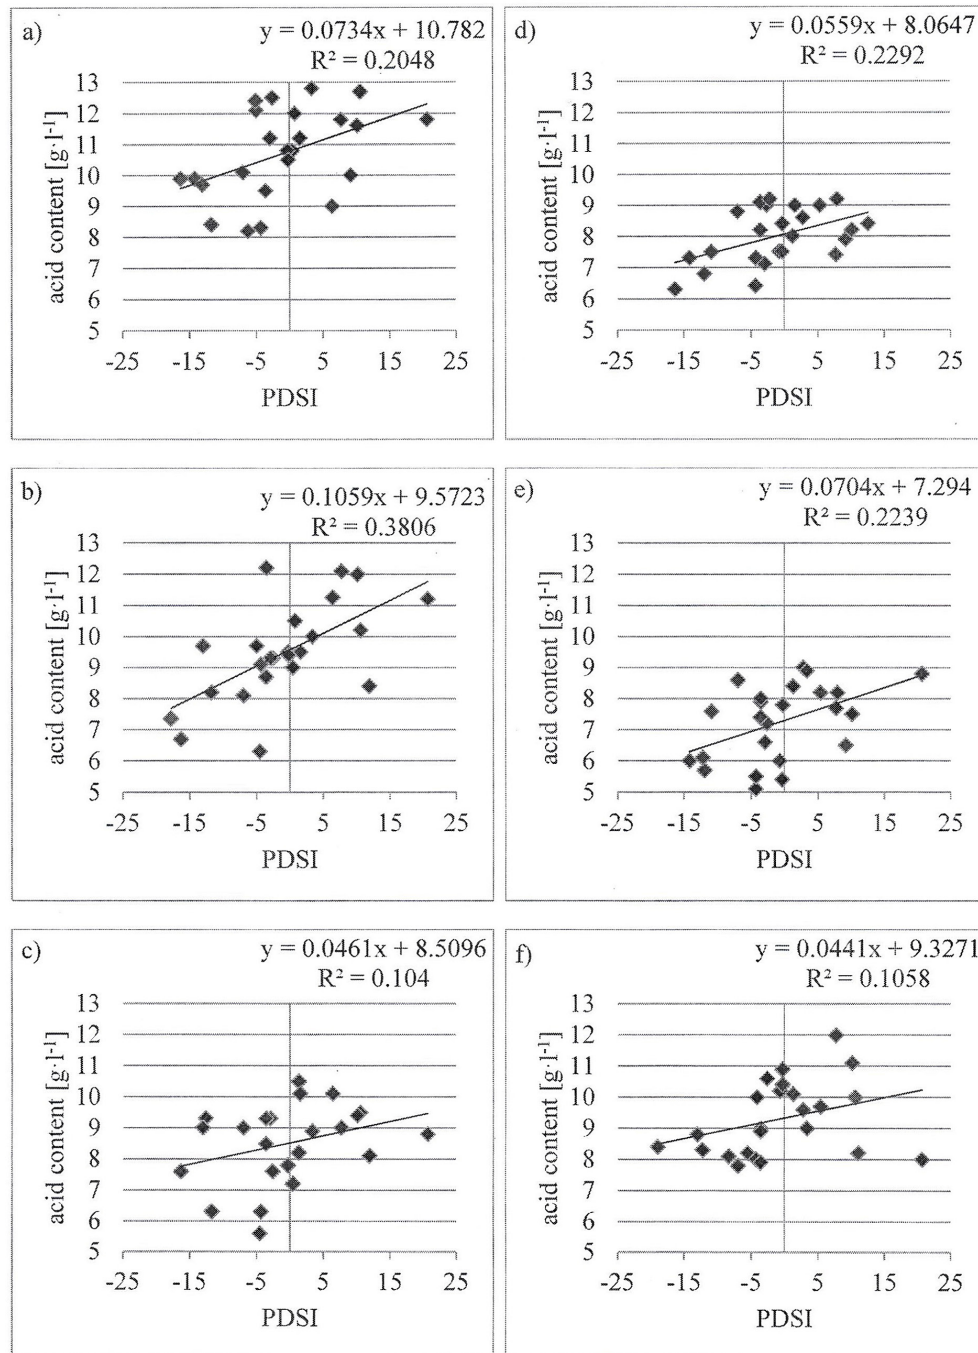 a)
y = 0.0734x + 10.782
R² = 0.2048
13
12
11
10
9
8
7
6
5
acid content [g·l⁻¹]
-25 -15 -5 5 15 25
PDSI
d)
y = 0.0559x + 8.0647
R² = 0.2292
13
12
11
10
9
8
7
6
5
acid content [g·l⁻¹]
-25 -15 -5 5 15 25
PDSI
b)
y = 0.1059x + 9.5723
R² = 0.3806
13
12
11
10
9
8
7
6
5
acid content [g·l⁻¹]
-25 -15 -5 5 15 25
PDSI
e)
y = 0.0704x + 7.294
R² = 0.2239
13
12
11
10
9
8
7
6
5
acid content [g·l⁻¹]
-25 -15 -5 5 15 25
PDSI
c)
y = 0.0461x + 8.5096
R² = 0.104
13
12
11
10
9
8
7
6
5
acid content [g·l⁻¹]
-25 -15 -5 5 15 25
PDSI
f)
y = 0.0441x + 9.3271
R² = 0.1058
13
12
11
10
9
8
7
6
5
acid content [g·l⁻¹]
-25 -15 -5 5 15 25
PDSI